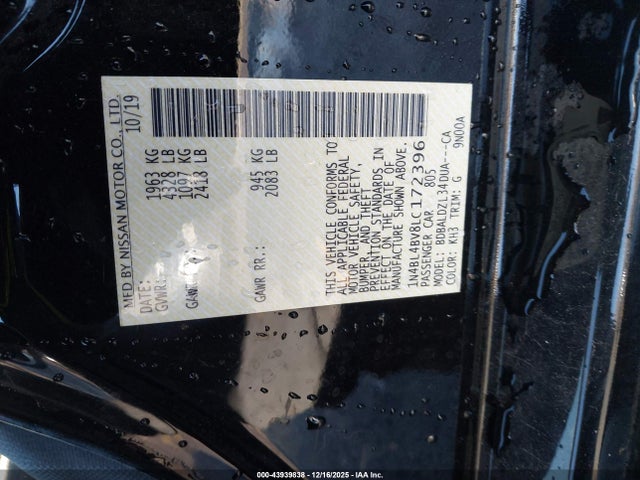 MFD BY NISSAN MOTOR CO., LTD.
DATE: 10/19
GVWR: 1963 KG
4328 LB
GAWR 1097 KG
2418 LB
GAWR RR.: 945 KG
2083 LB
THIS VEHICLE CONFORMS TO
ALL APPLICABLE FEDERAL
MOTOR VEHICLE SAFETY,
BUMPER, AND THEFT
PREVENTION STANDARDS IN
EFFECT ON THE DATE OF
MANUFACTURE SHOWN ABOVE.
1N4BL4BV8LC172396
PASSENGER CAR 805
MODEL: BDBALDZL34DUA---CA
COLOR: KH3 TRIM: G 9N00A
000-43939838 - 12/16/2025 - IAA Inc.